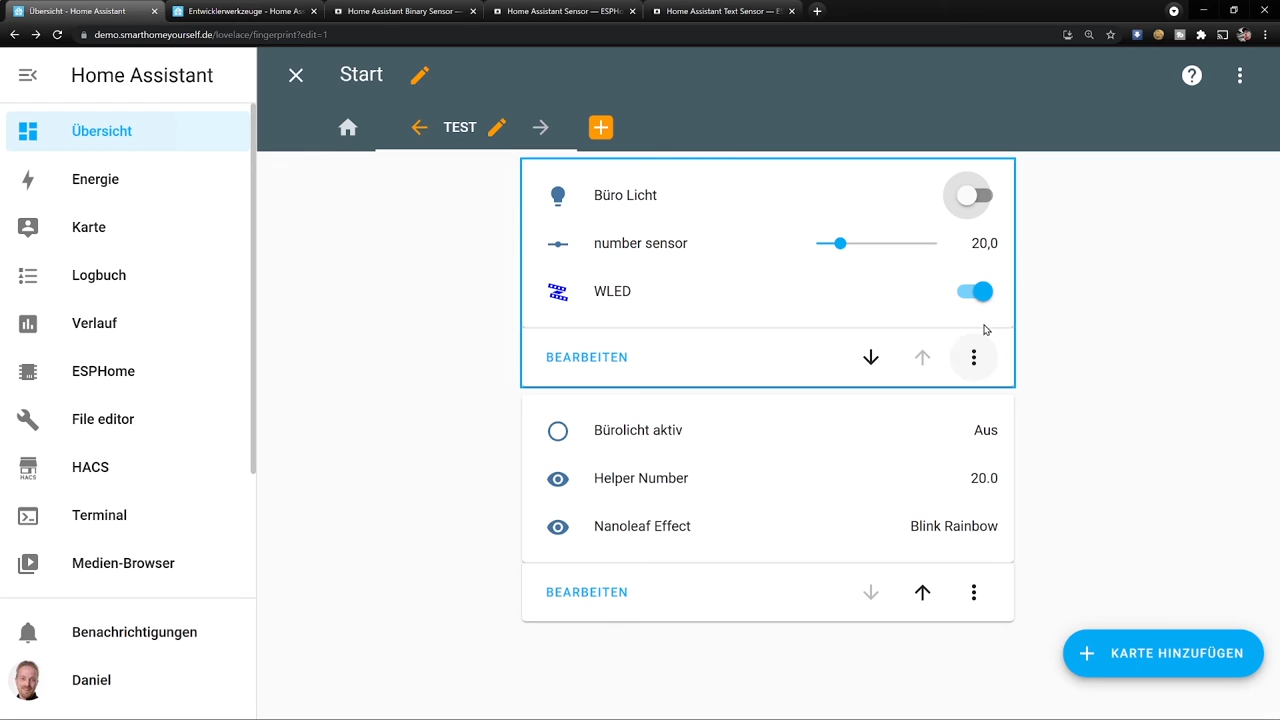 Übersicht - Home Assistant
Entwicklerwerkzeuge - Home Ass
Home Assistant Binary Sensor —
Home Assistant Sensor — ESPHo
Home Assistant Text Sensor — E
demo.smarthomeyourself.de/lovelace/fingerprint?edit=1
Home Assistant
Start
Übersicht
TEST
Energie
Büro Licht
Karte
number sensor
20,0
Logbuch
WLED
Verlauf
BEARBEITEN
ESPHome
File editor
Bürolicht aktiv
Aus
HACS
HACS
Helper Number
20.0
Terminal
Nanoleaf Effect
Blink Rainbow
Medien-Browser
BEARBEITEN
Benachrichtigungen
KARTE HINZUFÜGEN
Daniel